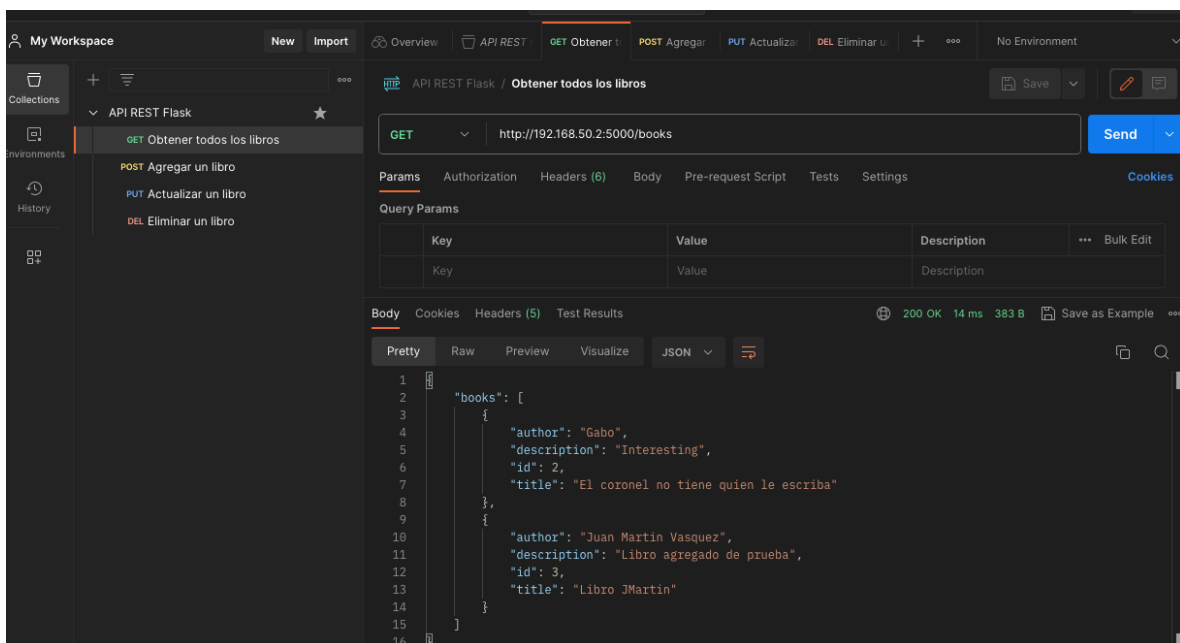 My Workspace New Import Overview API REST GET Obtener to POST Agregar PUT Actualizar DEL Eliminar u No Environment
Collections
Environments
History
API REST Flask
GET Obtener todos los libros
POST Agregar un libro
PUT Actualizar un libro
DEL Eliminar un libro
HTTP API REST Flask / Obtener todos los libros Save
GET http://192.168.50.2:5000/books Send
Params Authorization Headers (6) Body Pre-request Script Tests Settings Cookies
Query Params
Key Value Description Bulk Edit
Key Value Description
Body Cookies Headers (5) Test Results 200 OK 14 ms 383 B Save as Example
Pretty Raw Preview Visualize JSON
1 {
2 "books": [
3 {
4 "author": "Gabo",
5 "description": "Interesting",
6 "id": 2,
7 "title": "El coronel no tiene quien le escriba"
8 },
9 {
10 "author": "Juan Martin Vasquez",
11 "description": "Libro agregado de prueba",
12 "id": 3,
13 "title": "Libro JMartin"
14 }
15 ]
16 }